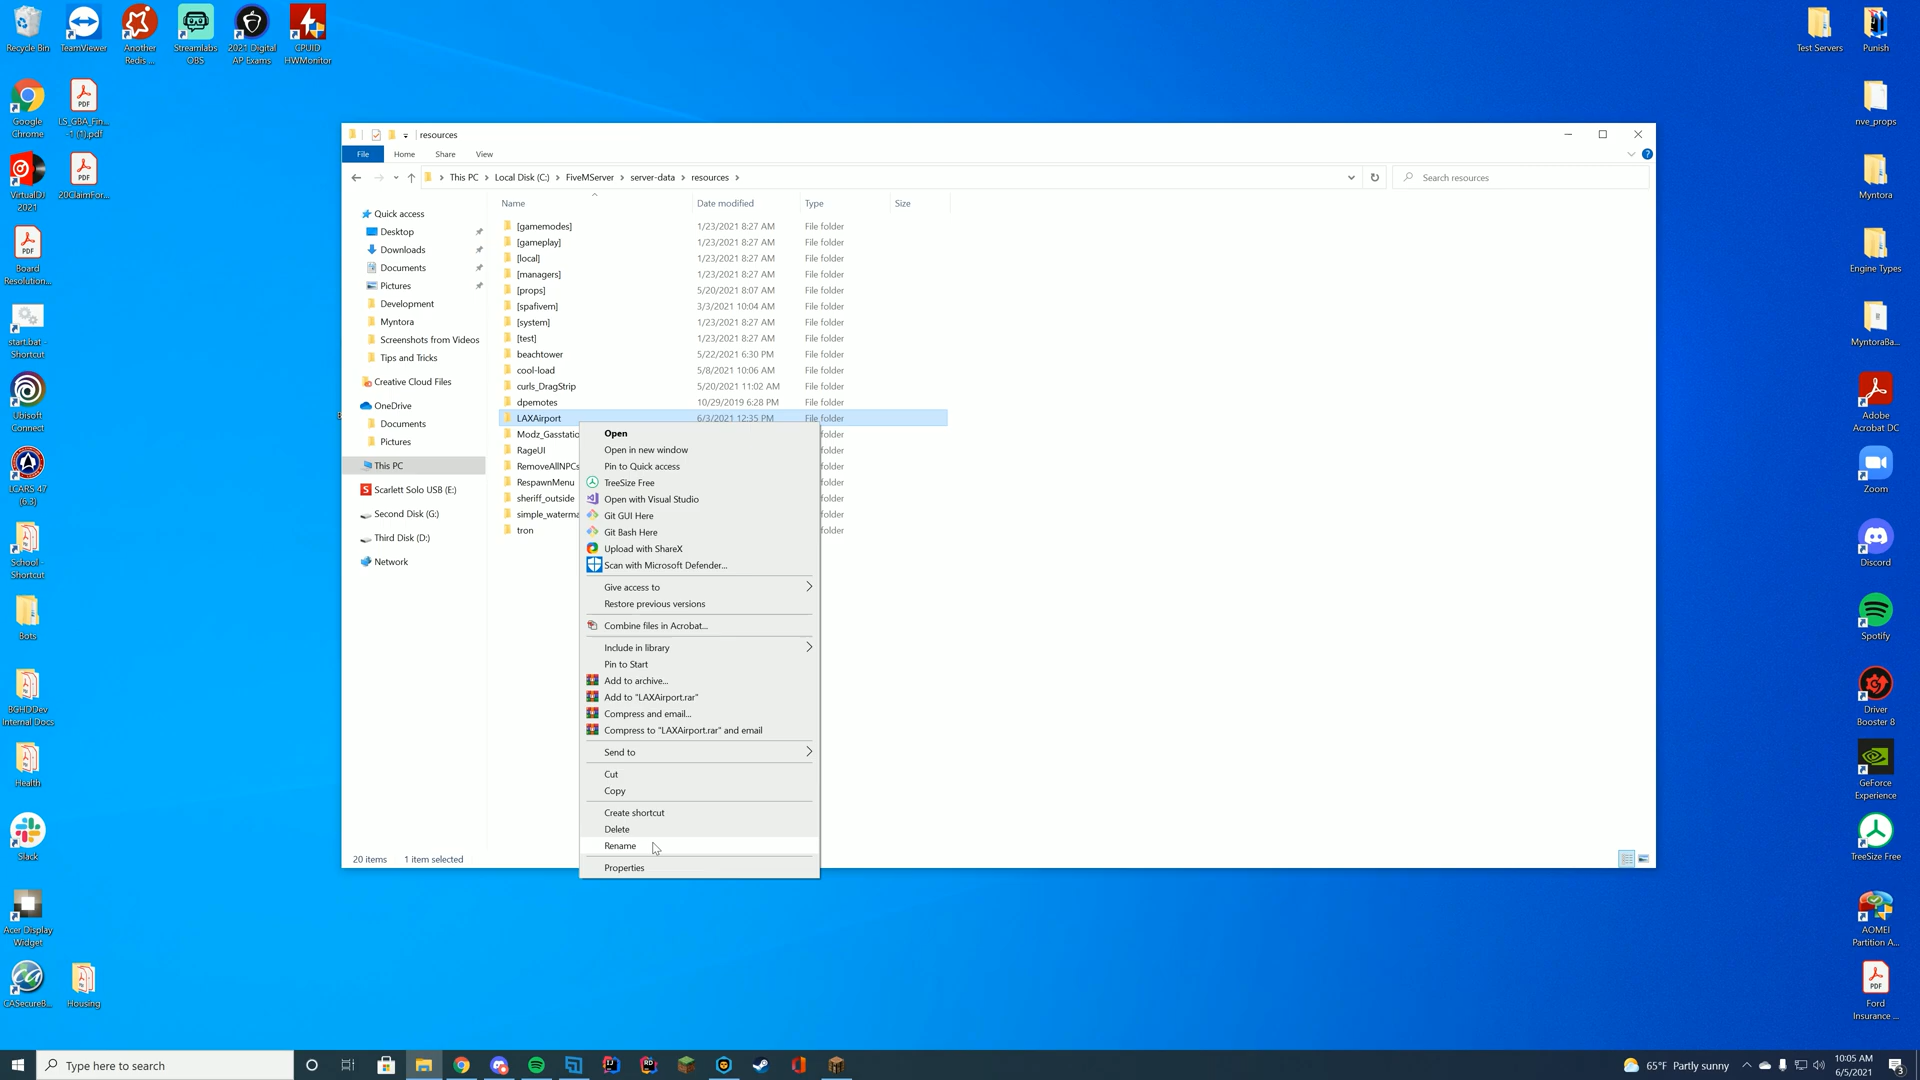 Recycle Bin
TeamViewer
Another
Redis ...
Streamlabs
OBS
2021 Digital
AP Exams
CPUID
HWMonitor
Test Servers
Punish
Google
Chrome
PDF
LS_GBA_Fin...
-1 (1).pdf
nve_props
VirtualDJ
2021
PDF
20ClaimFor...
Myntora
PDF
Board
Resolution...
Engine Types
start.bat -
Shortcut
MyntoraBa...
Ubisoft
Connect
Adobe
Acrobat DC
LCARS 47
(6.3)
Zoom
School -
Shortcut
Discord
Bots
Spotify
BGHDDev
Internal Docs
Driver
Booster 8
Health
GeForce
Experience
Slack
TreeSize Free
Acer Display
Widget
AOMEI
Partition A...
CASecureB...
Housing
PDF
Ford
Insurance ...
resources
File Home Share View
This PC > Local Disk (C:) > FiveMServer > server-data > resources >
Search resources
Quick access
Desktop
Downloads
Documents
Pictures
Development
Myntora
Screenshots from Videos
Tips and Tricks
Creative Cloud Files
OneDrive
Documents
Pictures
This PC
Scarlett Solo USB (E:)
Second Disk (G:)
Third Disk (D:)
Network
Name Date modified Type Size
[gamemodes] 1/23/2021 8:27 AM File folder
[gameplay] 1/23/2021 8:27 AM File folder
[local] 1/23/2021 8:27 AM File folder
[managers] 1/23/2021 8:27 AM File folder
[props] 5/20/2021 8:07 AM File folder
[spafivem] 3/3/2021 10:04 AM File folder
[system] 1/23/2021 8:27 AM File folder
[test] 1/23/2021 8:27 AM File folder
beachtower 5/22/2021 6:30 PM File folder
cool-load 5/8/2021 10:06 AM File folder
curls_DragStrip 5/20/2021 11:02 AM File folder
dpemotes 10/29/2019 6:28 PM File folder
LAXAirport 6/3/2021 12:35 PM File folder
Modz_Gasstatio folder
RageUI folder
RemoveAllNPCs folder
RespawnMenu folder
sheriff_outside folder
simple_waterma folder
tron folder
Open
Open in new window
Pin to Quick access
TreeSize Free
Open with Visual Studio
Git GUI Here
Git Bash Here
Upload with ShareX
Scan with Microsoft Defender...
Give access to
Restore previous versions
Combine files in Acrobat...
Include in library
Pin to Start
Add to archive...
Add to "LAXAirport.rar"
Compress and email...
Compress to "LAXAirport.rar" and email
Send to
Cut
Copy
Create shortcut
Delete
Rename
Properties
20 items 1 item selected
Type here to search
65°F Partly sunny
10:05 AM
6/5/2021
3